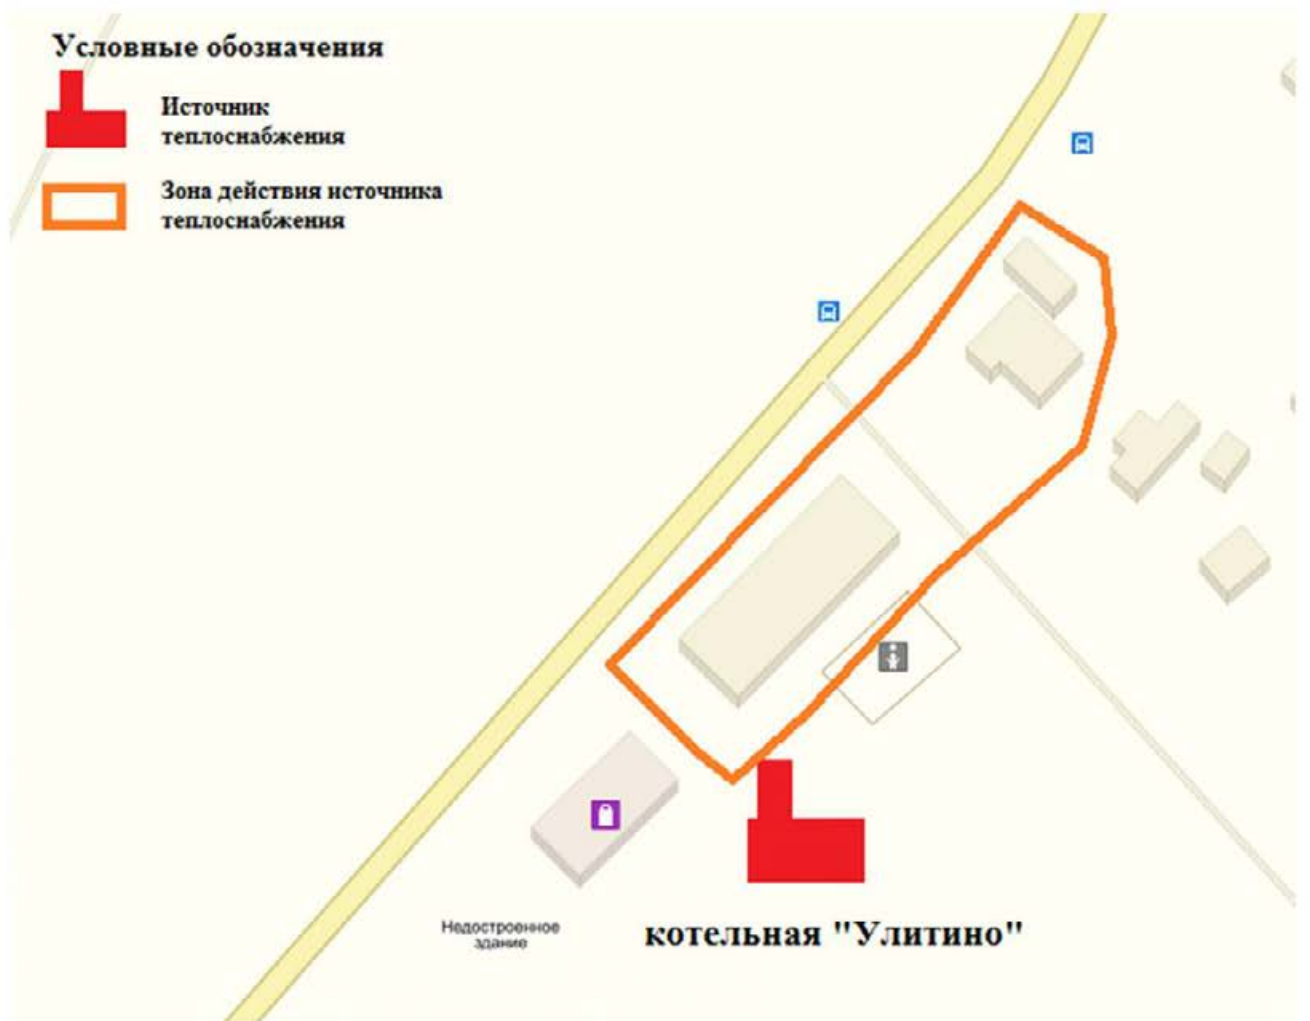 Условные обозначения
Источник
теплоснабжения
Зона действия источника
теплоснабжения
Недостроенное
здание
котельная "Улитино"